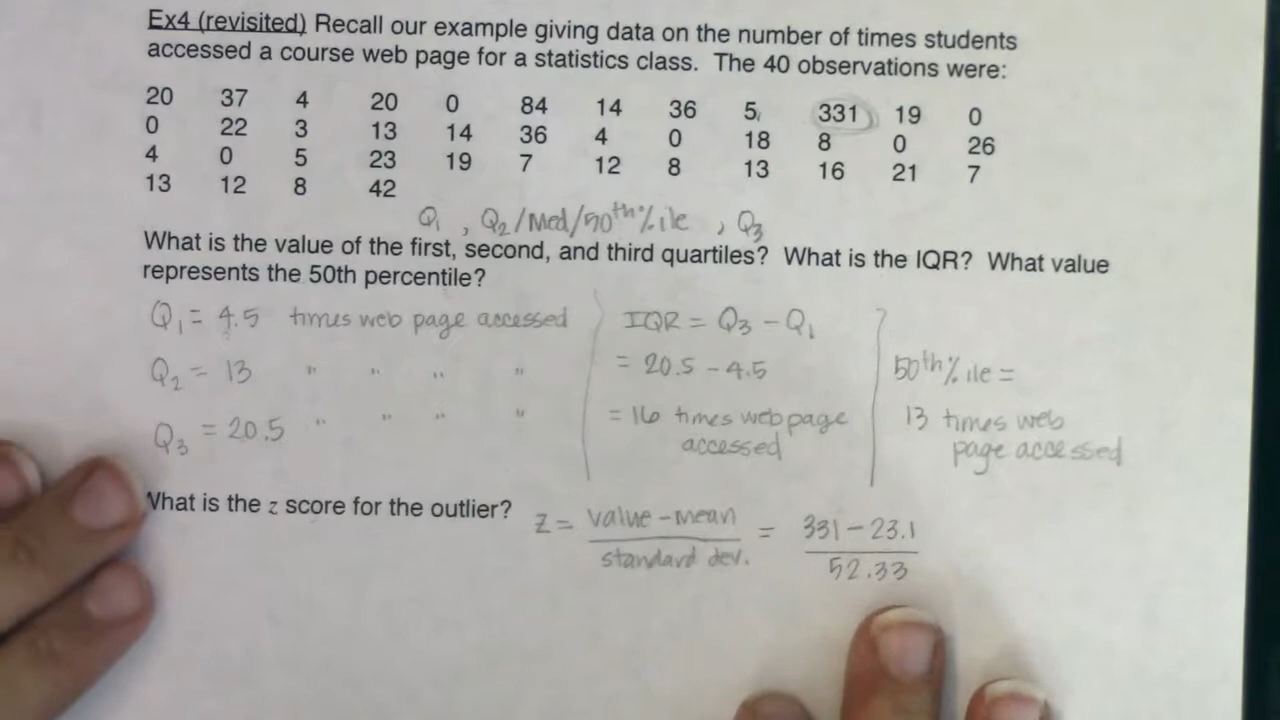 Ex4 (revisited) Recall our example giving data on the number of times students
accessed a course web page for a statistics class. The 40 observations were:
20 37 4 20 0 84 14 36 5 331 19 0
0 22 3 13 14 36 4 0 18 8 0 26
4 0 5 23 19 7 12 8 13 16 21 7
13 12 8 42
Q1, Q2/Med/50th%ile, Q3
What is the value of the first, second, and third quartiles? What is the IQR? What value
represents the 50th percentile?
Q1 = 4.5 times web page accessed
Q2 = 13 " " " "
Q3 = 20.5 " " " "
IQR = Q3 - Q1
= 20.5 - 4.5
= 16 times web page
accessed
50th%ile =
13 times web
page accessed
What is the z score for the outlier?
Z = value - mean / standard dev. = 331 - 23.1 / 52.33